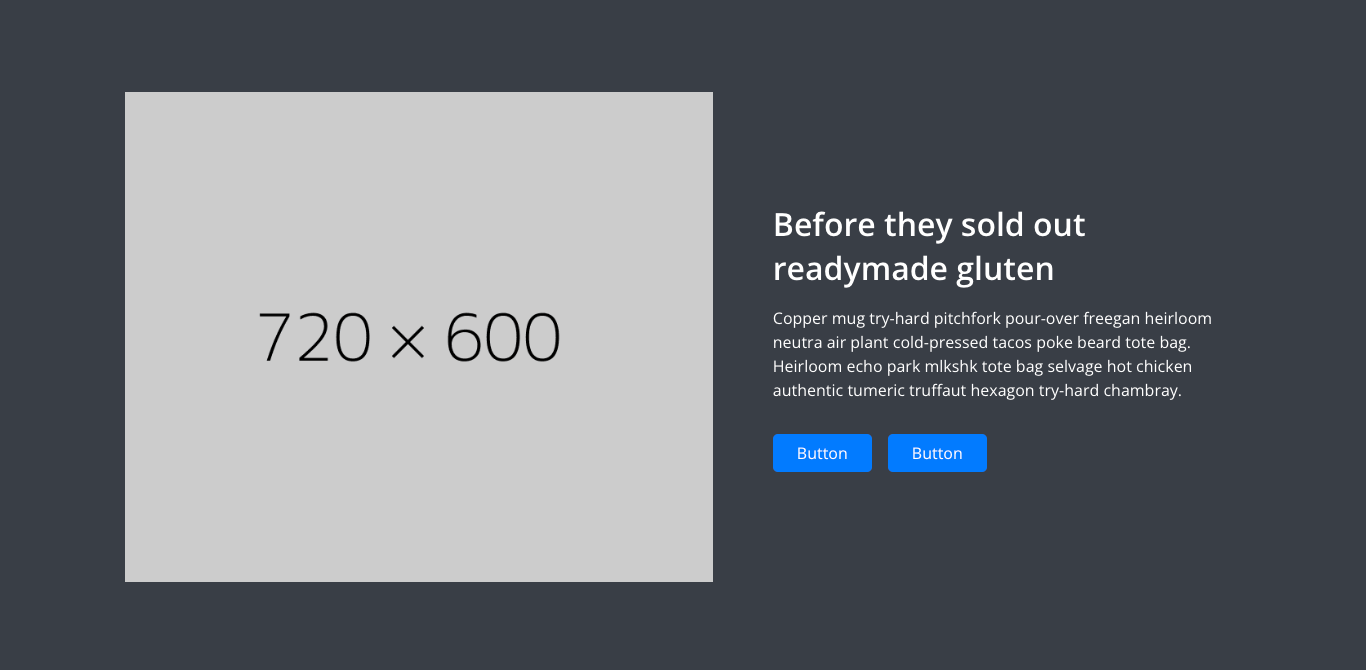 720 × 600
Before they sold out
readymade gluten
Copper mug try-hard pitchfork pour-over freegan heirloom
neutra air plant cold-pressed tacos poke beard tote bag.
Heirloom echo park mlkshk tote bag selvage hot chicken
authentic tumeric truffaut hexagon try-hard chambray.
Button Button